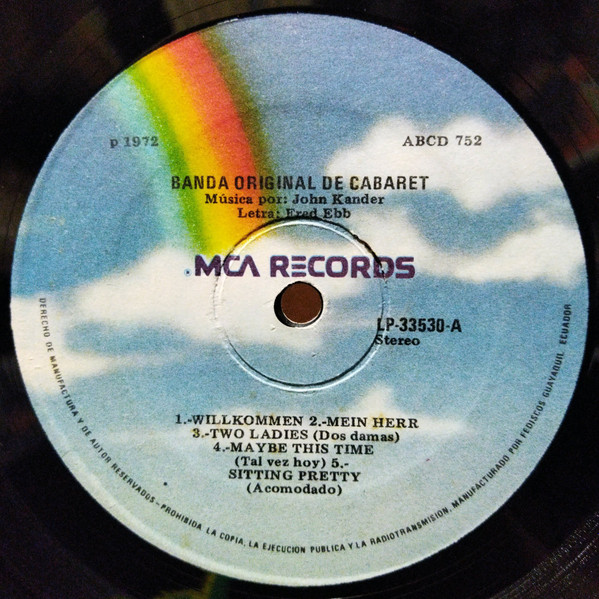 p 1972
ABCD 752
BANDA ORIGINAL DE CABARET
Música por: John Kander
Letra: Fred Ebb
MCA RECORDS
LP-33530-A
Stereo
1.-WILLKOMMEN 2.-MEIN HERR
3.-TWO LADIES (Dos damas)
4.-MAYBE THIS TIME
(Tal vez hoy) 5.-
SITTING PRETTY
(Acomodado)
DERECHO DE MANUFACTURA Y DE AUTOR RESERVADOS-PROHIBIDA LA COPIA, LA EJECUCION PUBLICA Y LA RADIOTRANSMISION, MANUFACTURADO POR FEDISCOS GUAYAQUIL ECUADOR